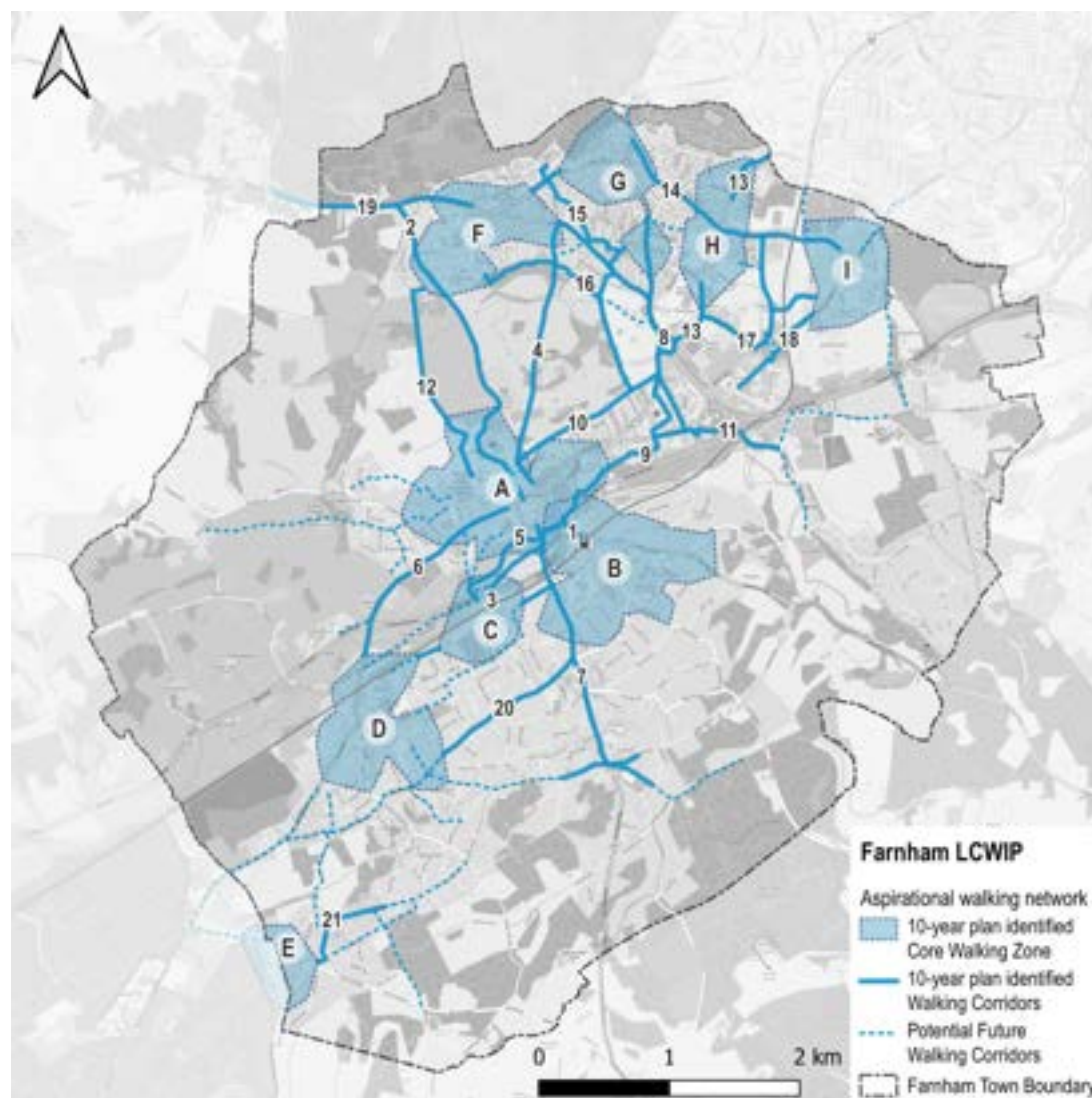 G
13
14
19
2
15
F
H
I
16
4
8
13
17
18
12
10
11
9
A
5
1
6
B
3
C
7
20
D
21
E
0
1
2 km
Farnham LCWIP
Aspirational walking network
10-year plan identified
Core Walking Zone
10-year plan identified
Walking Corridors
Potential Future
Walking Corridors
Farnham Town Boundary